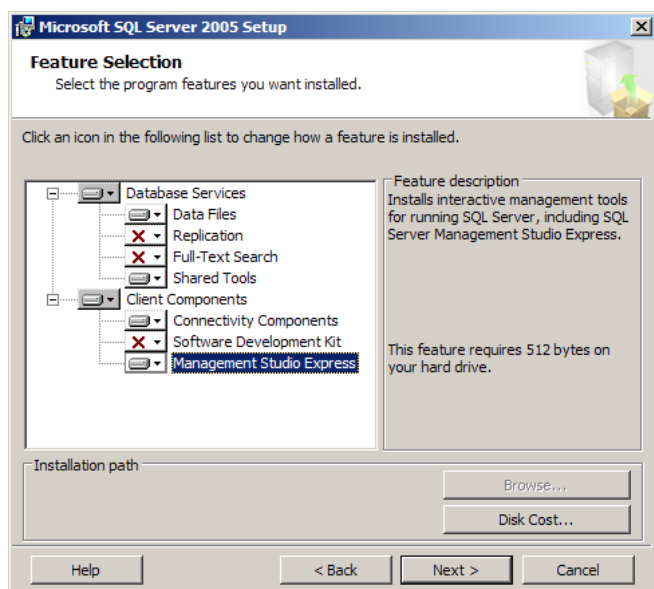 Microsoft SQL Server 2005 Setup
Feature Selection
Select the program features you want installed.
Click an icon in the following list to change how a feature is installed.
Database Services
Data Files
Replication
Full-Text Search
Shared Tools
Client Components
Connectivity Components
Software Development Kit
Management Studio Express
Feature description
Installs interactive management tools
for running SQL Server, including SQL
Server Management Studio Express.
This feature requires 512 bytes on
your hard drive.
Installation path
Browse...
Disk Cost...
Help
< Back
Next >
Cancel